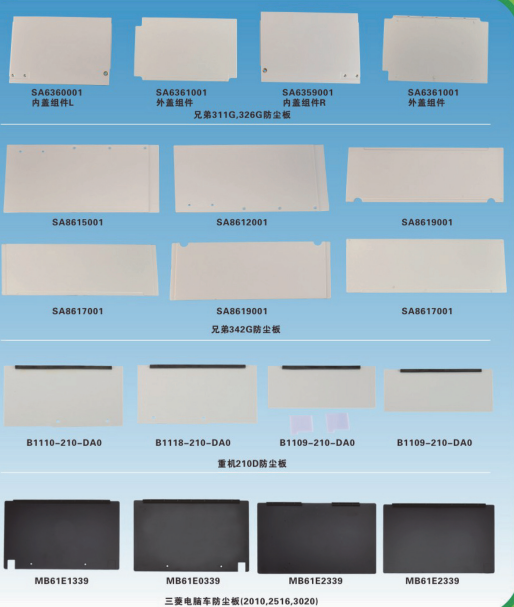 SA6360001 SA6361001 SA6359001 SA6361001
内盖组件L 外盖组件 内盖组件R 外盖组件
兄弟311G,326G防尘板
SA8615001 SA8612001 SA8619001
SA8617001 SA8619001 SA8617001
兄弟342G防尘板
B1110-210-DA0 B1118-210-DA0 B1109-210-DA0 B1109-210-DA0
重机210D防尘板
MB61E1339 MB61E0339 MB61E2339 MB61E2339
三菱电脑车防尘板(2010,2516,3020)